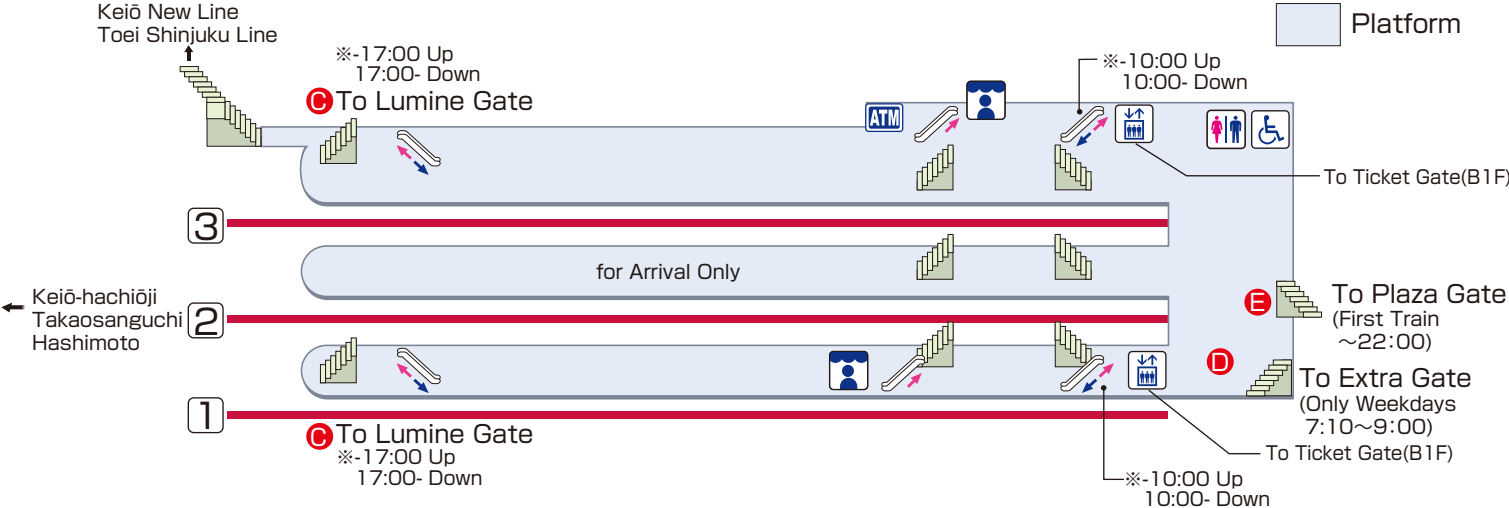 Keiō New Line
Toei Shinjuku Line
Platform
※-17:00 Up
17:00- Down
※-10:00 Up
10:00- Down
C To Lumine Gate
ATM
To Ticket Gate(B1F)
3
for Arrival Only
Keiō-hachiōji
Takaosanguchi
Hashimoto
2
E To Plaza Gate
(First Train
～22:00)
D
To Extra Gate
(Only Weekdays
7:10～9:00)
1
C To Lumine Gate
※-17:00 Up
17:00- Down
To Ticket Gate(B1F)
※-10:00 Up
10:00- Down